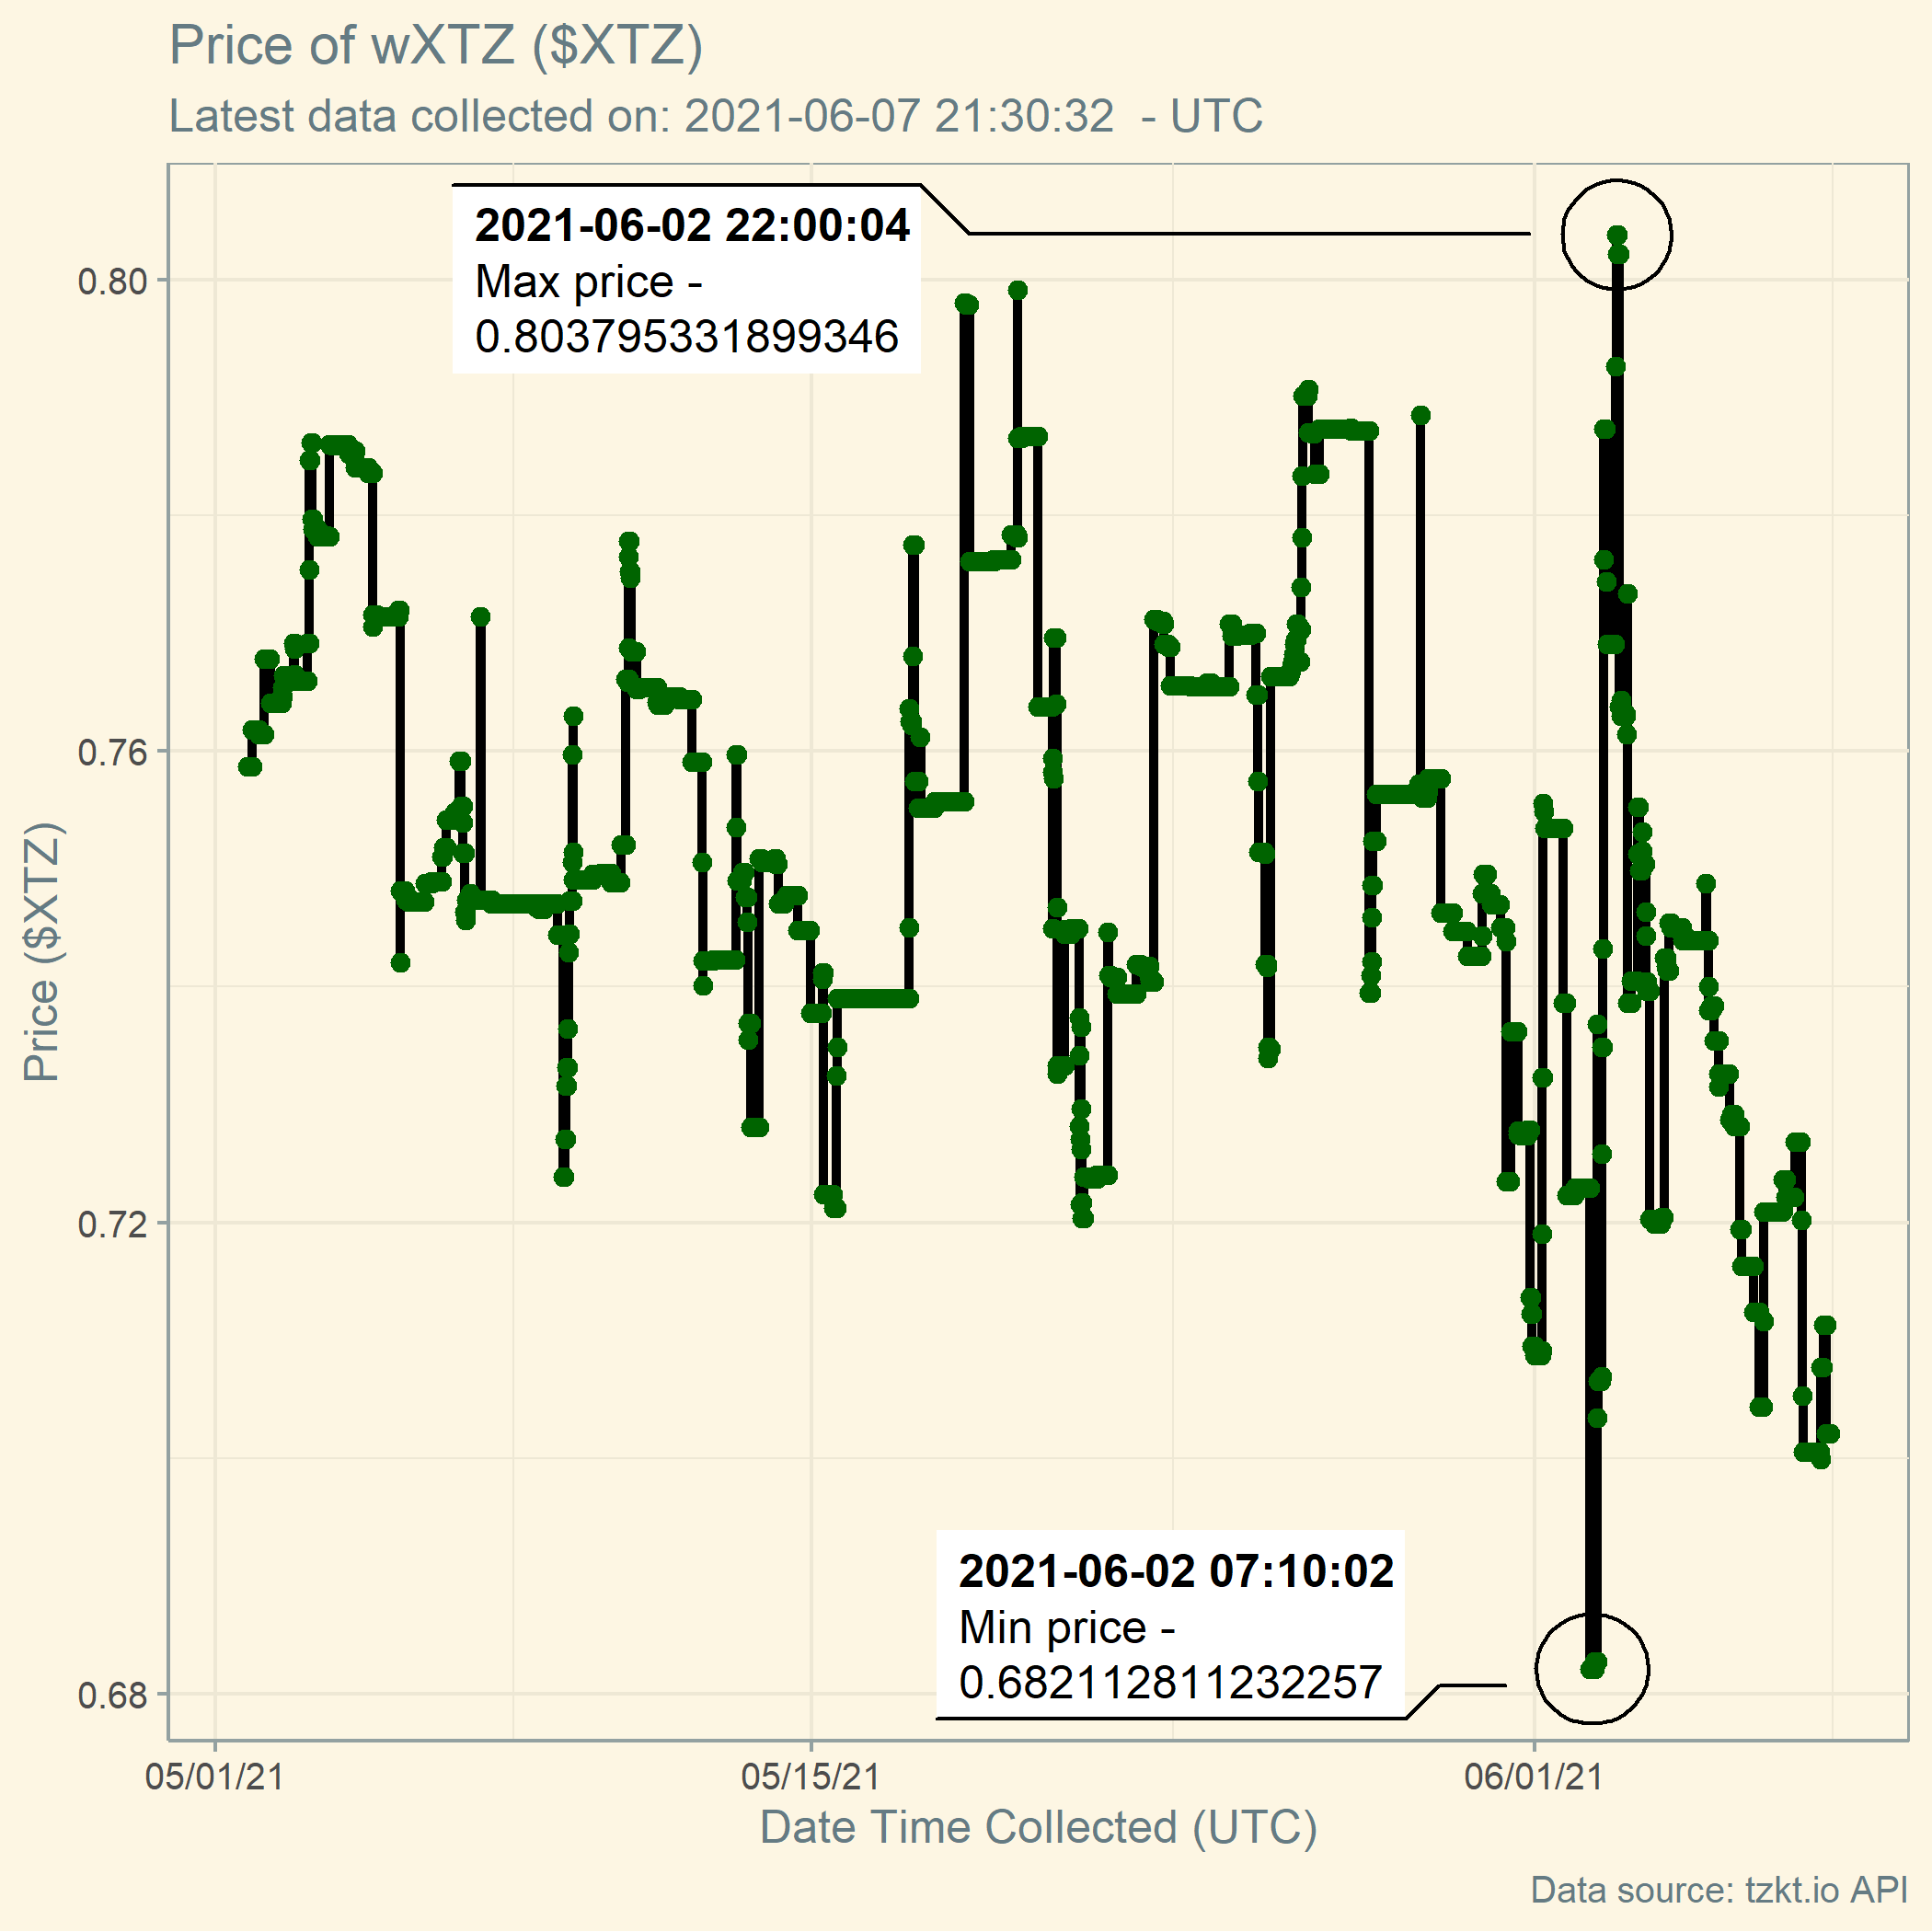 Price of wXTZ ($XTZ)
Latest data collected on: 2021-06-07 21:30:32  - UTC
2021-06-02 22:00:04
Max price -
0.803795331899346
0.80
0.76
0.72
0.68
Price ($XTZ)
2021-06-02 07:10:02
Min price -
0.682112811232257
05/01/21
05/15/21
06/01/21
Date Time Collected (UTC)
Data source: tzkt.io API